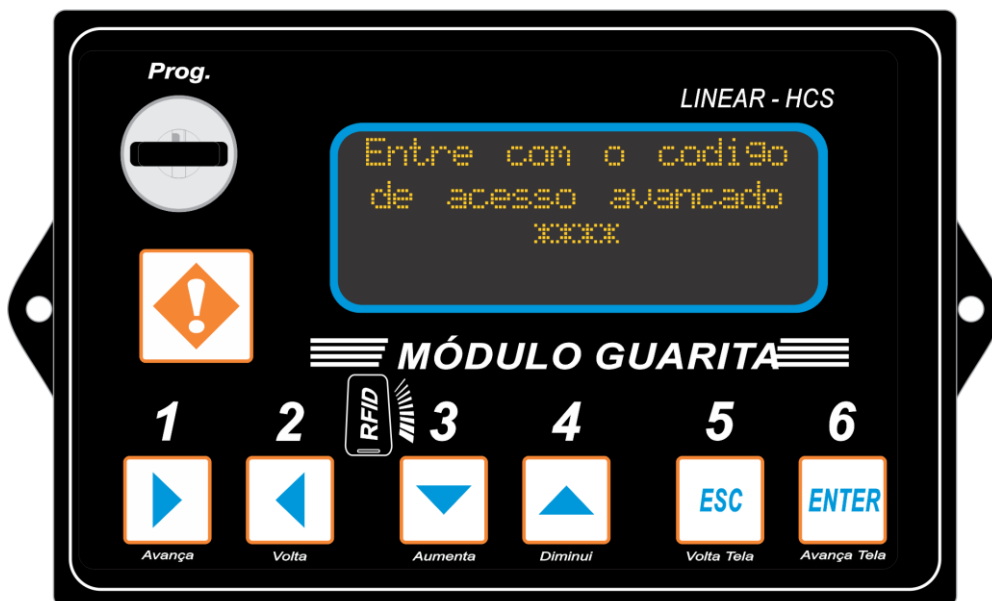 Prog.
LINEAR - HCS
Entre com o codigo
de acesso avancado
****
!
MÓDULO GUARITA
RFID
1 2 3 4 5 6
ESC ENTER
Avança Volta Aumenta Diminui Volta Tela Avança Tela